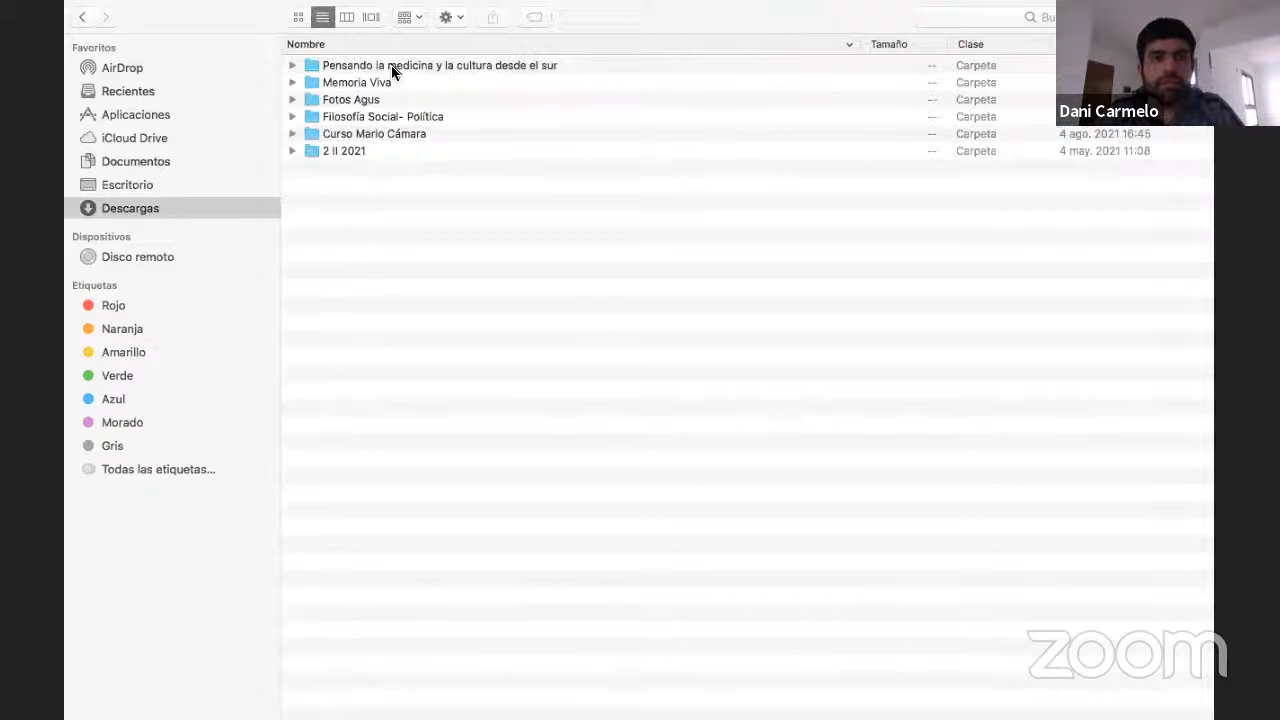 Bu
Nombre
Tamaño
Clase
Favoritos
AirDrop
Recientes
Aplicaciones
iCloud Drive
Documentos
Escritorio
Descargas
Dispositivos
Disco remoto
Etiquetas
Rojo
Naranja
Amarillo
Verde
Azul
Morado
Gris
Todas las etiquetas...
Pensando la medicina y la cultura desde el sur -- Carpeta
Memoria Viva -- Carpeta
Fotos Agus -- Carpeta
Filosofía Social- Política -- Carpeta
Curso Mario Cámara -- Carpeta 4 ago. 2021 16:45
2 II 2021 -- Carpeta 4 may. 2021 11:08
Dani Carmelo
zoom